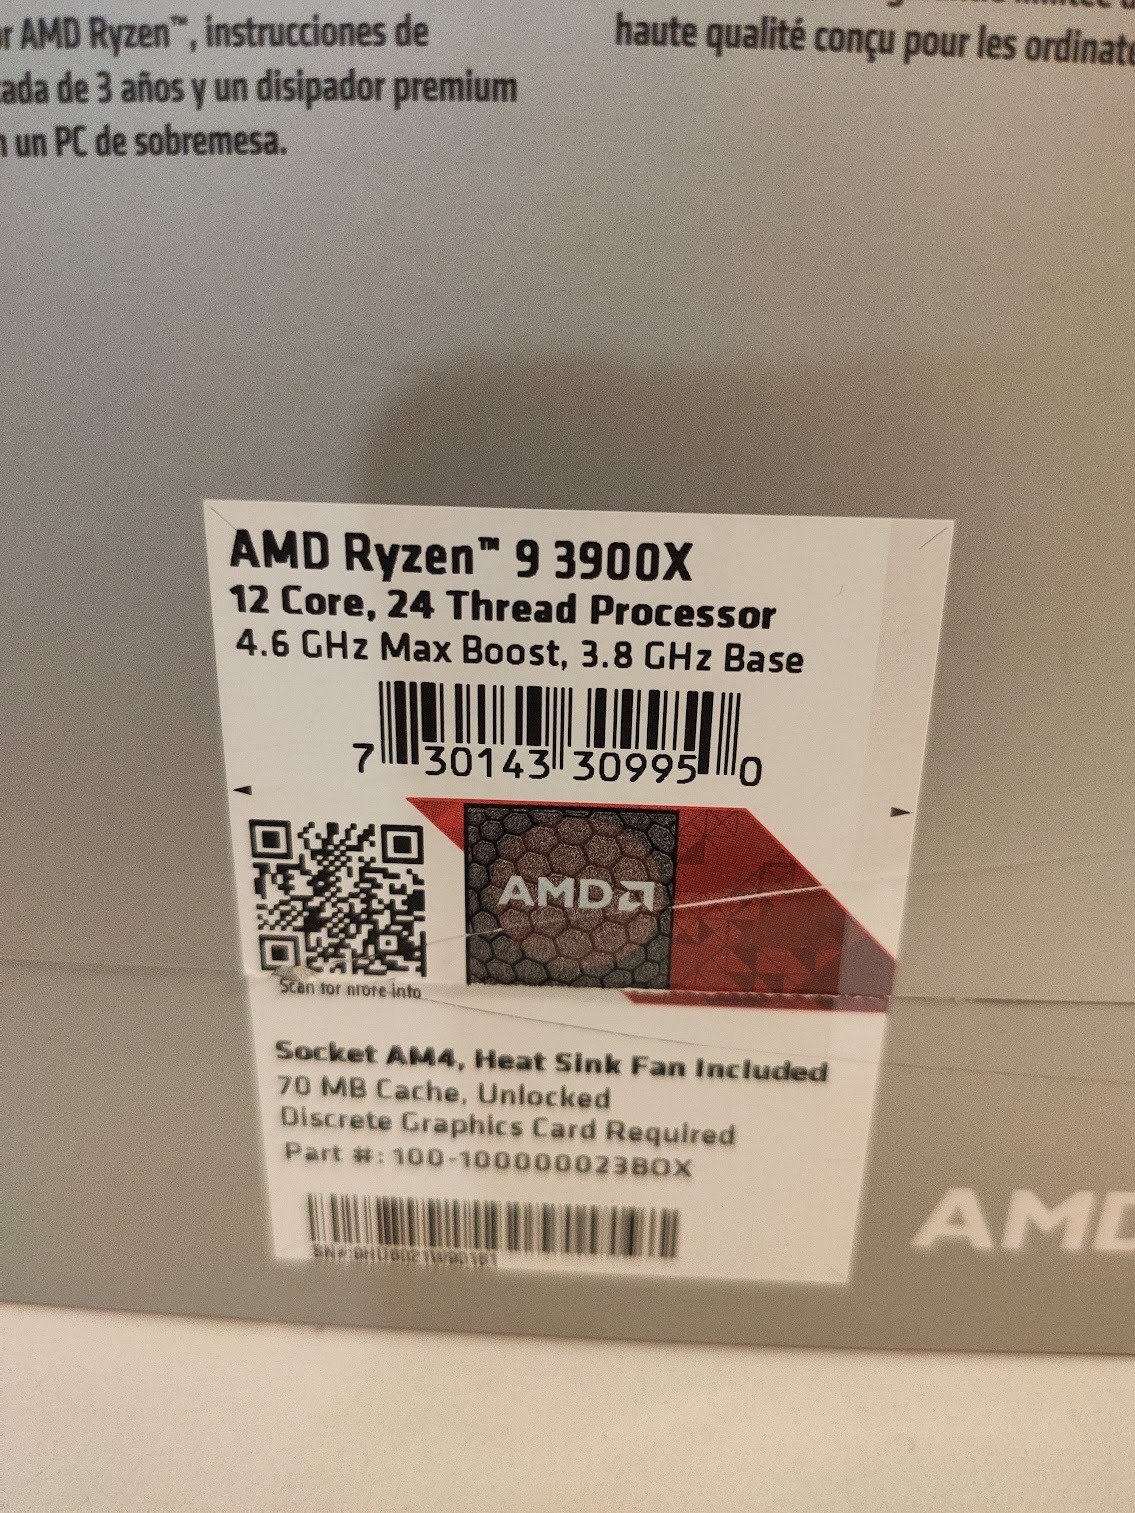 r AMD Ryzen™, instrucciones de
ada de 3 años y un disipador premium
n un PC de sobremesa.
haute qualité conçu pour les ordinate
AMD Ryzen™ 9 3900X
12 Core, 24 Thread Processor
4.6 GHz Max Boost, 3.8 GHz Base
7 30143 30995 0
AMD
Scan for more info
Socket AM4, Heat Sink Fan Included
70 MB Cache, Unlocked
Discrete Graphics Card Required
Part #: 100-100000023BOX
AMD